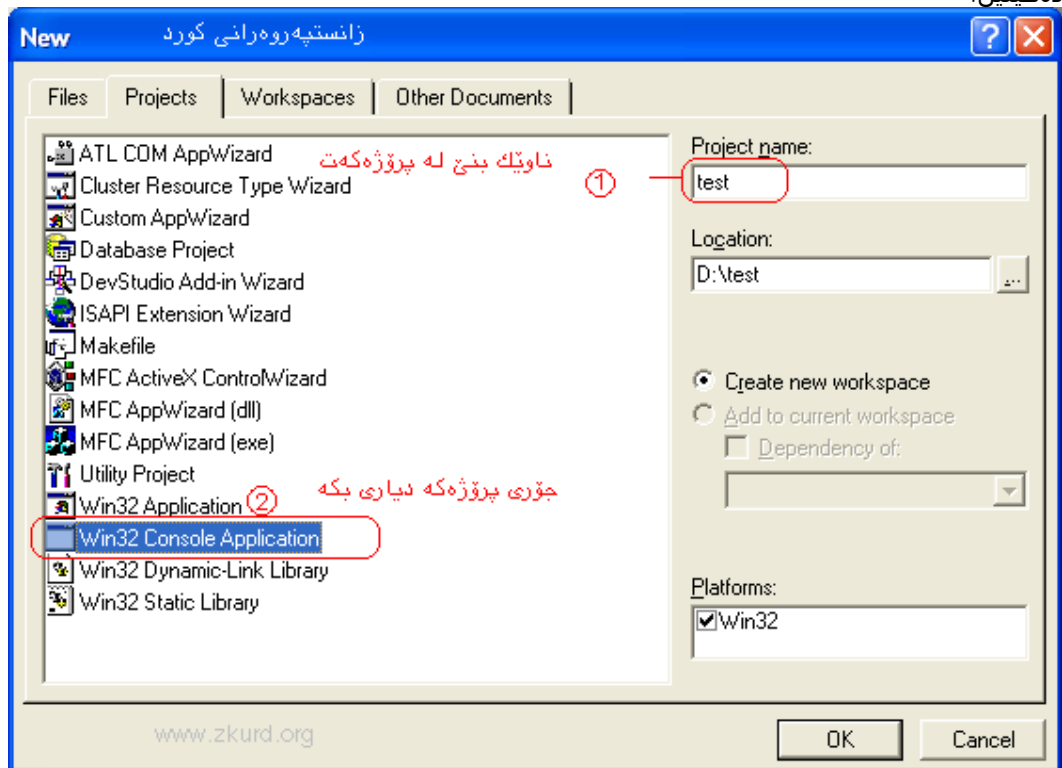 New زانستپەروەرانی کورد
Files Projects Workspaces Other Documents
ATL COM AppWizard
Cluster Resource Type Wizard
Custom AppWizard
Database Project
DevStudio Add-in Wizard
ISAPI Extension Wizard
Makefile
MFC ActiveX ControlWizard
MFC AppWizard (dll)
MFC AppWizard (exe)
Utility Project
Win32 Application
Win32 Console Application
Win32 Dynamic-Link Library
Win32 Static Library
ناوێك بنێ لە پرۆژەکەت
①
جۆری پرۆژەکە دیاری بکە
②
Project name:
test
Location:
D:\test
...
Create new workspace
Add to current workspace
Dependency of:
Platforms:
Win32
www.zkurd.org
OK Cancel